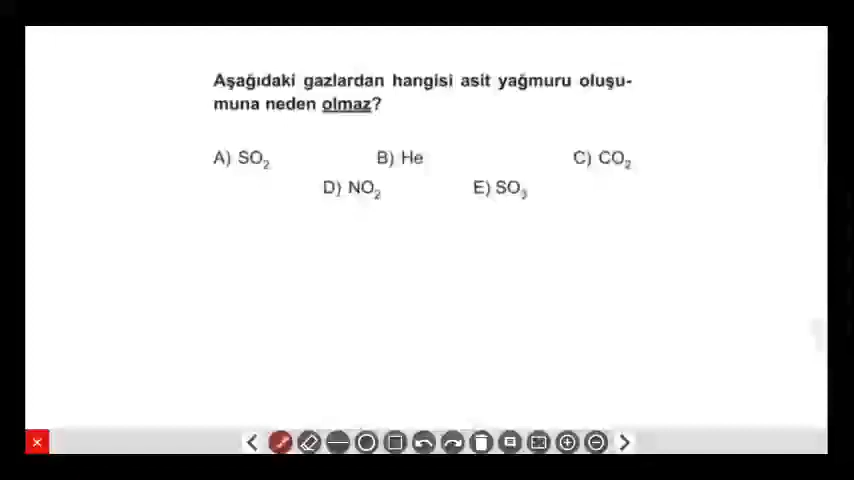 Aşağıdaki gazlardan hangisi asit yağmuru oluşu-
muna neden olmaz?
A) SO₂ B) He C) CO₂
D) NO₂ E) SO₃